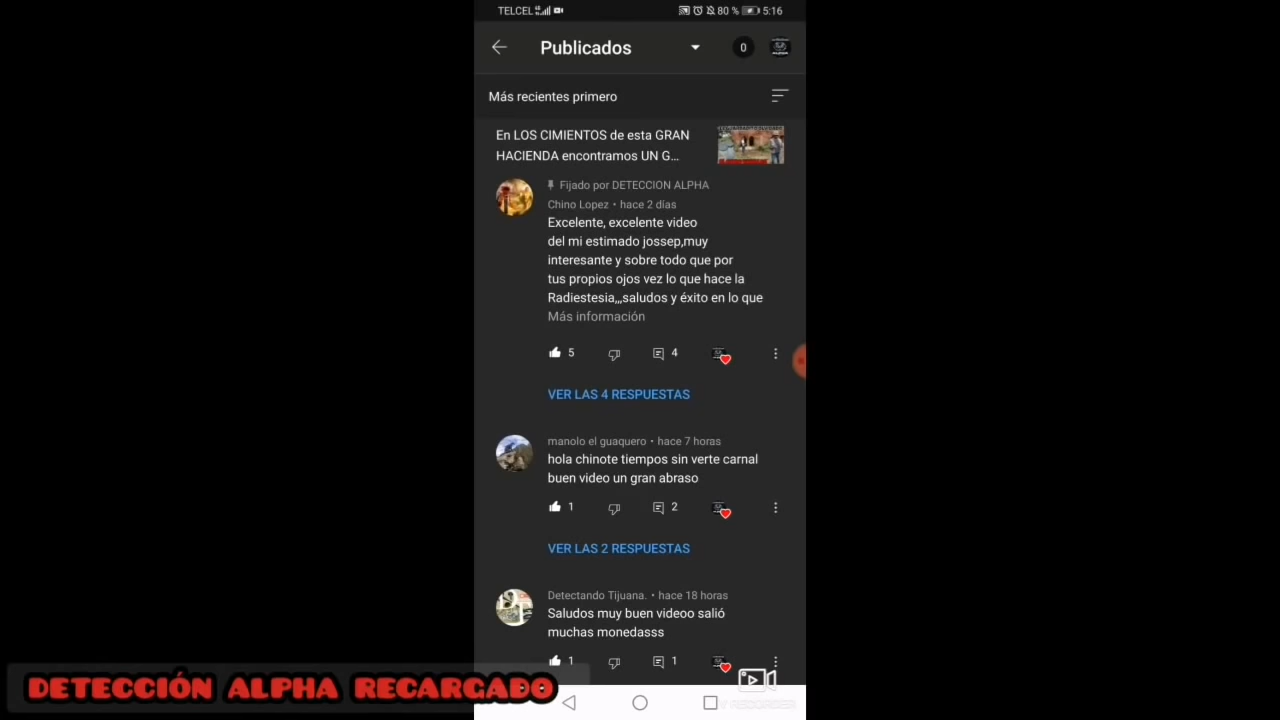 TELCEL
80 %
5:16
Publicados
0
Más recientes primero
En LOS CIMIENTOS de esta GRAN
HACIENDA encontramos UN G...
Fijado por DETECCION ALPHA
Chino Lopez • hace 2 días
Excelente, excelente video
del mi estimado jossep,muy
interesante y sobre todo que por
tus propios ojos vez lo que hace la
Radiestesia,,,saludos y éxito en lo que
Más información
5
4
VER LAS 4 RESPUESTAS
manolo el guaquero • hace 7 horas
hola chinote tiempos sin verte carnal
buen video un gran abraso
1
2
VER LAS 2 RESPUESTAS
Detectando Tijuana. • hace 18 horas
Saludos muy buen videoo salió
muchas monedasss
1
1
DETECCIÓN ALPHA RECARGADO